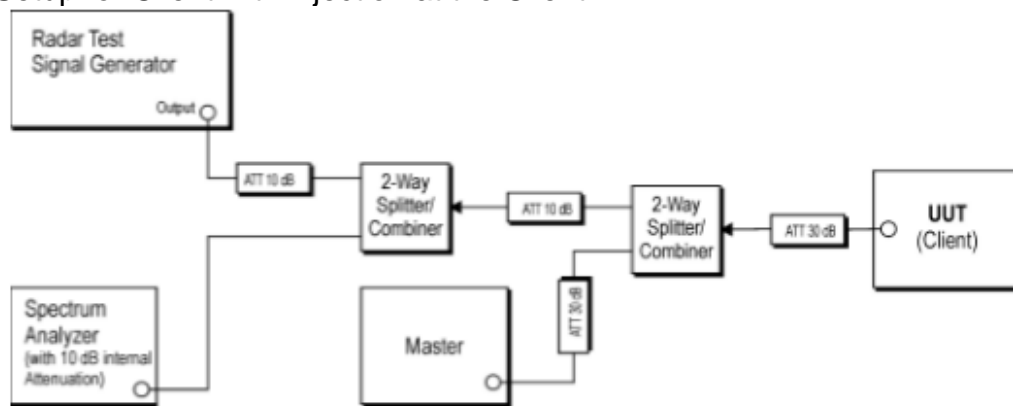 Radar Test
Signal Generator
Output
ATT 10 dB
2-Way
Splitter/
Combiner
ATT 10 dB
2-Way
Splitter/
Combiner
ATT 30 dB
UUT
(Client)
Spectrum
Analyzer
(with 10 dB internal
Attenuation)
Master
ATT 30 dB